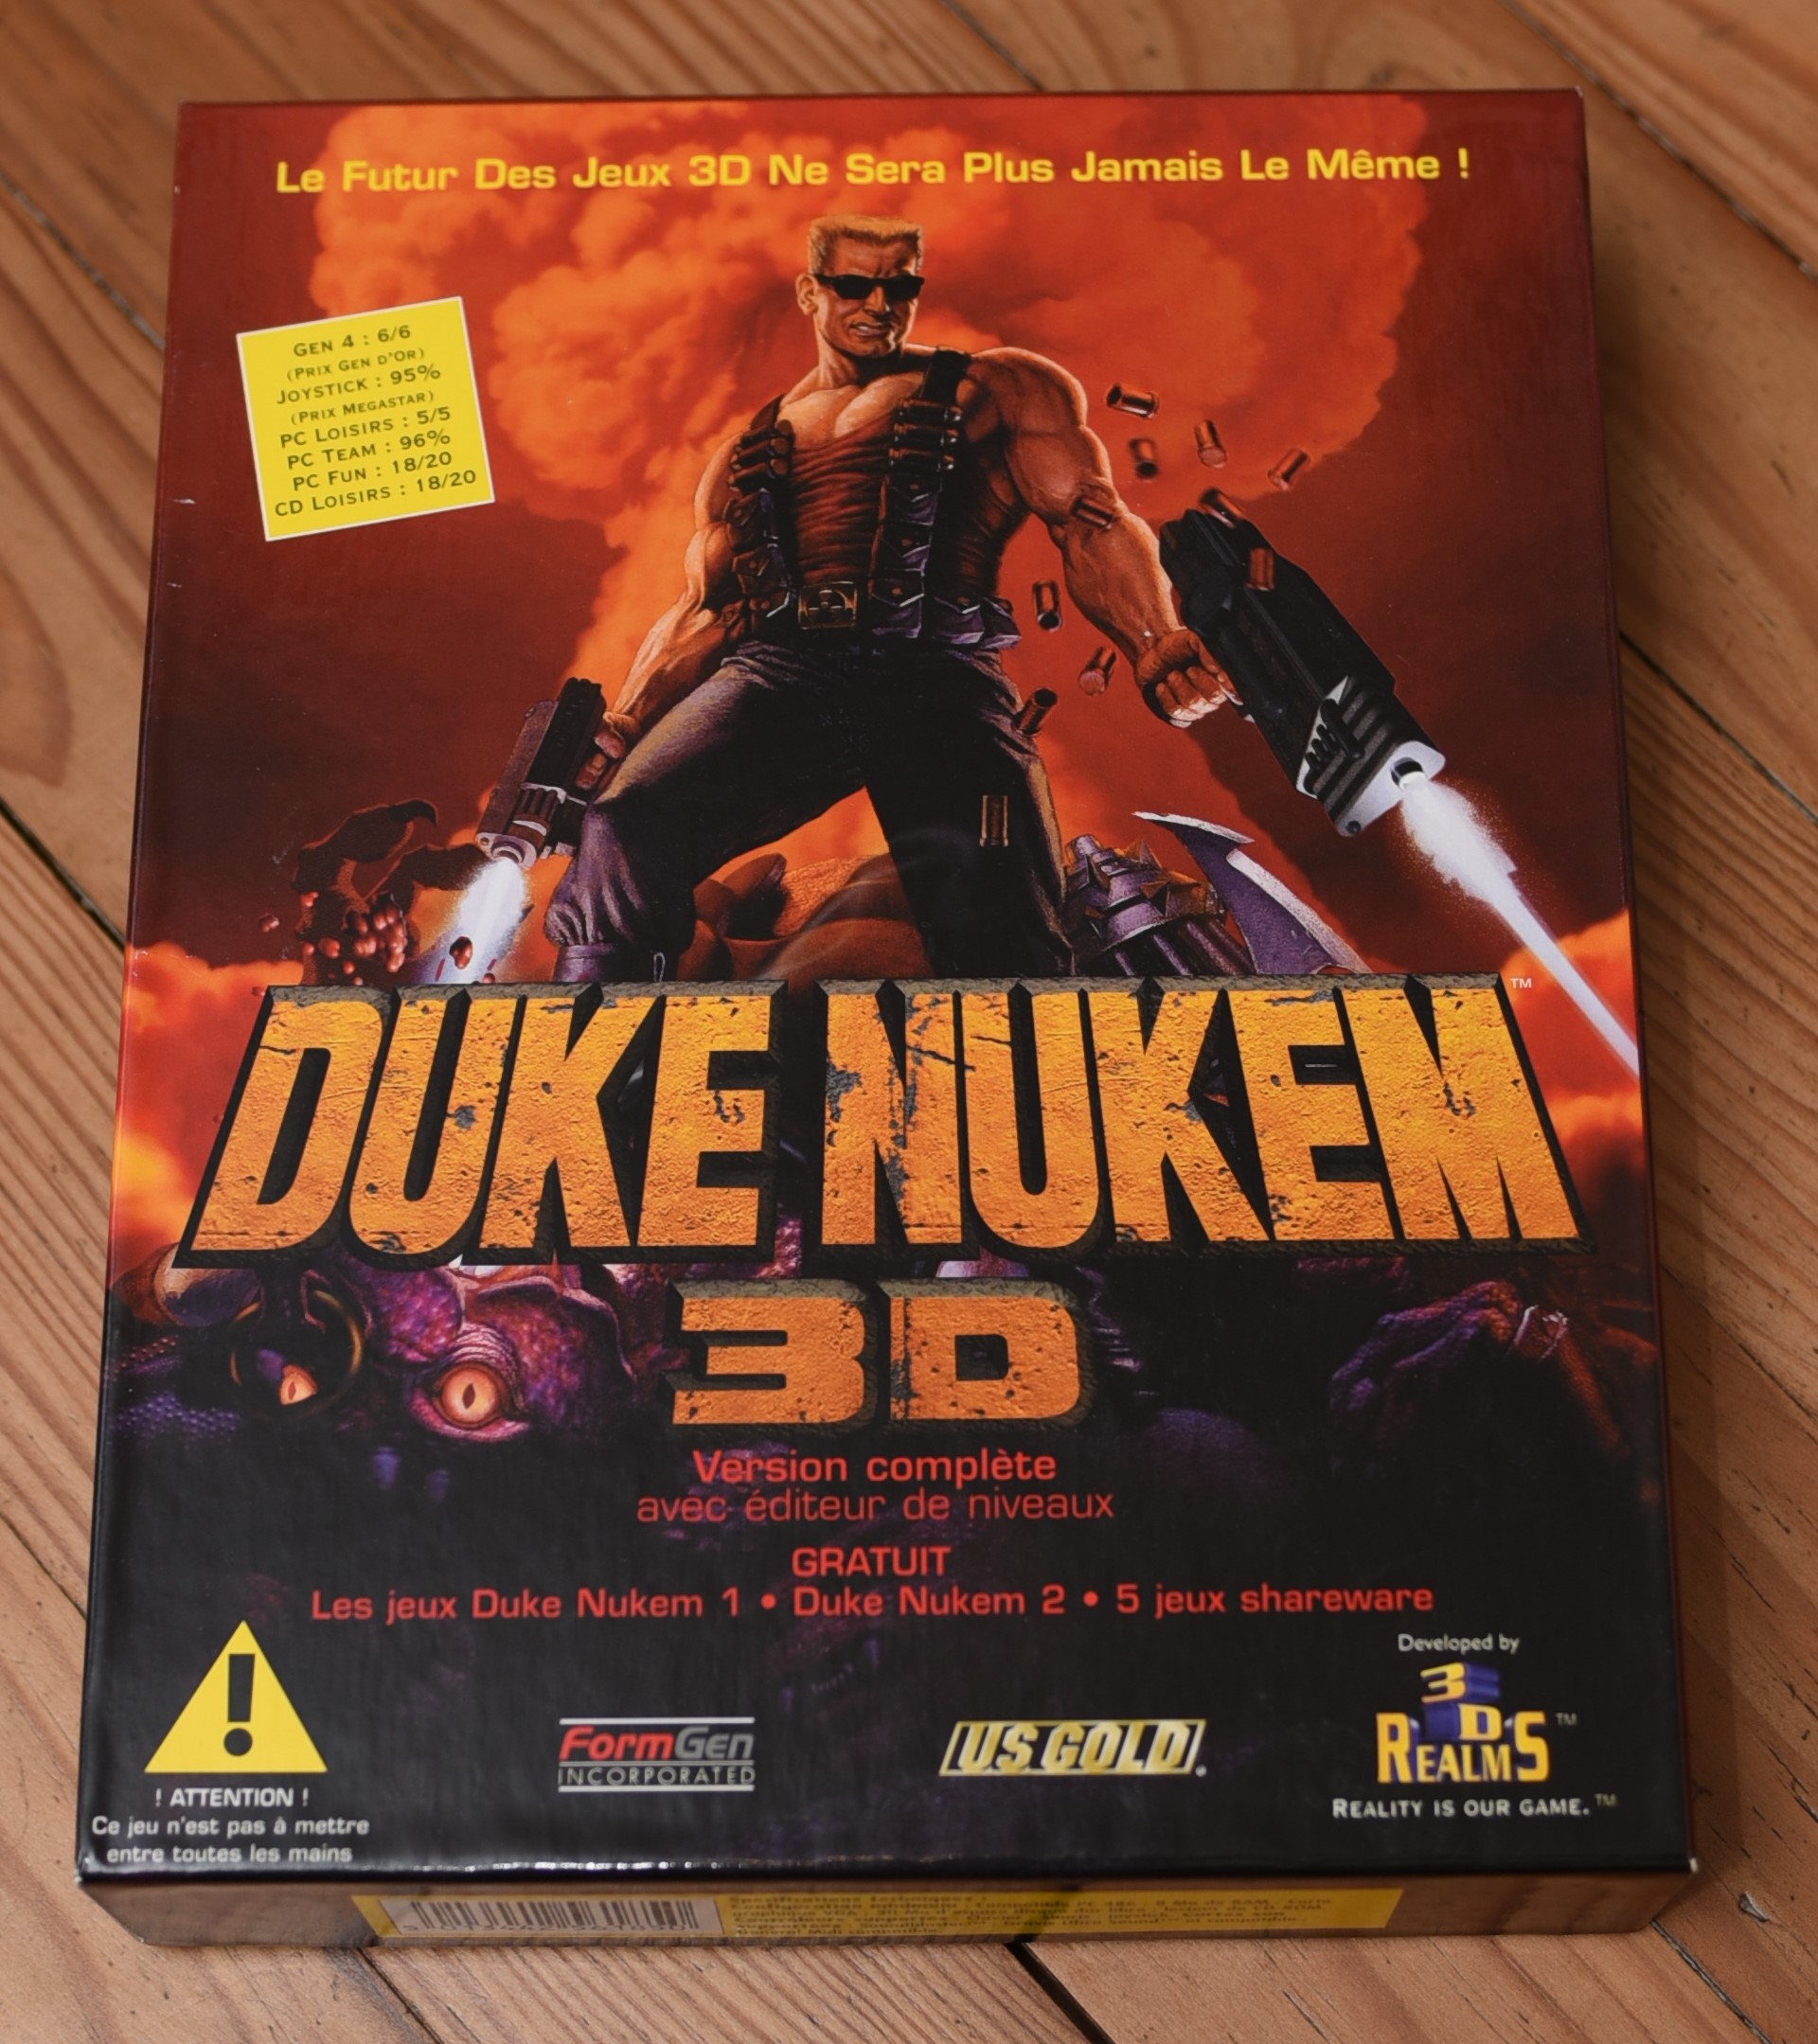 Le Futur Des Jeux 3D Ne Sera Plus Jamais Le Même !
GEN 4 : 6/6
(PRIX GEN D'OR)
JOYSTICK : 95%
(PRIX MEGASTAR)
PC LOISIRS : 5/5
PC TEAM : 96%
PC FUN : 18/20
CD LOISIRS : 18/20
DUKE NUKEM™
3D
Version complète
avec éditeur de niveaux
GRATUIT
Les jeux Duke Nukem 1 • Duke Nukem 2 • 5 jeux shareware
! ATTENTION !
Ce jeu n'est pas à mettre
entre toutes les mains
FormGen
INCORPORATED
U.S. GOLD®
Developed by
3D
REALMS™
REALITY IS OUR GAME.™